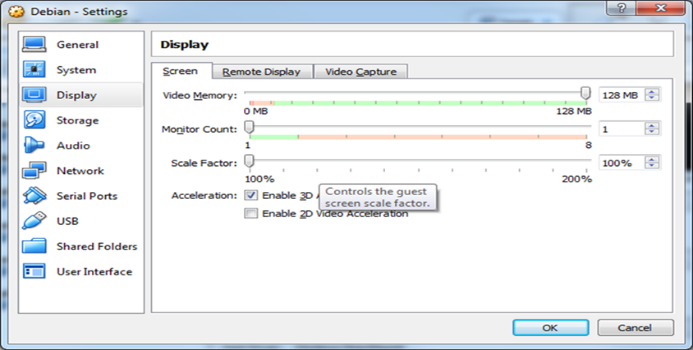 Debian - Settings
General
System
Display
Storage
Audio
Network
Serial Ports
USB
Shared Folders
User Interface
Display
Screen Remote Display Video Capture
Video Memory: 128 MB
0 MB 128 MB
Monitor Count: 1
1 8
Scale Factor: 100%
100% 200%
Acceleration: Enable 3D A
Controls the guest
screen scale factor.
Enable 2D Video Acceleration
OK Cancel